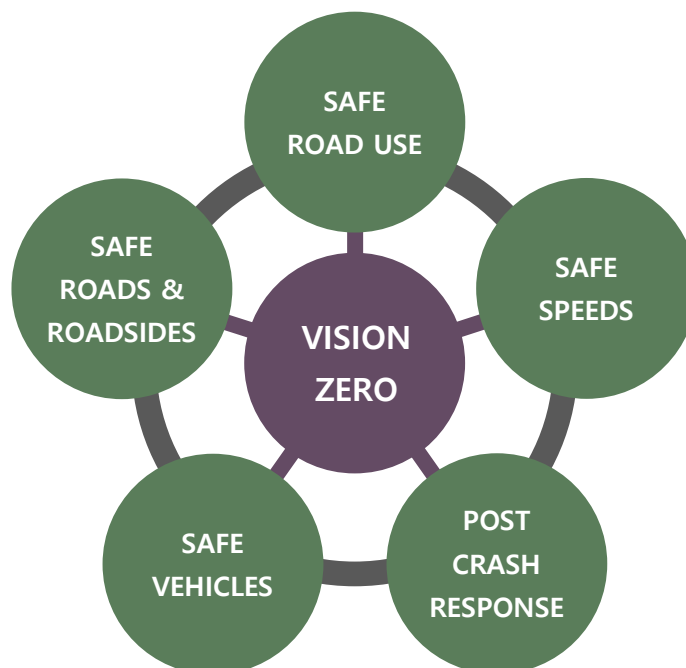 SAFE
ROAD USE
SAFE
ROADS &
ROADSIDES
SAFE
SPEEDS
VISION
ZERO
SAFE
VEHICLES
POST
CRASH
RESPONSE